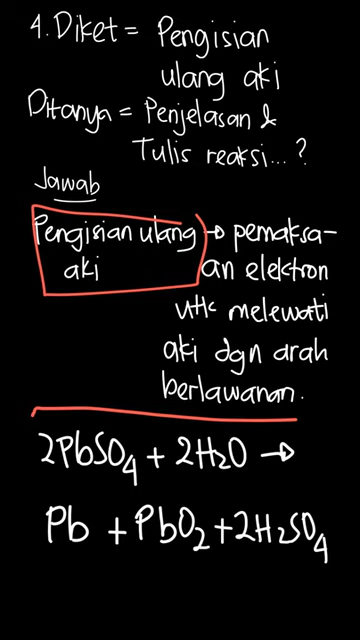 4. Diket = Pengisian
ulang aki
Ditanya = Penjelasan &
Tulis reaksi...?
Jawab
Pengisian ulang → pemaksa-
aki an elektron
utk melewati
aki dgn arah
berlawanan.
2PbSO₄ + 2H₂O →
Pb + PbO₂ + 2H₂SO₄